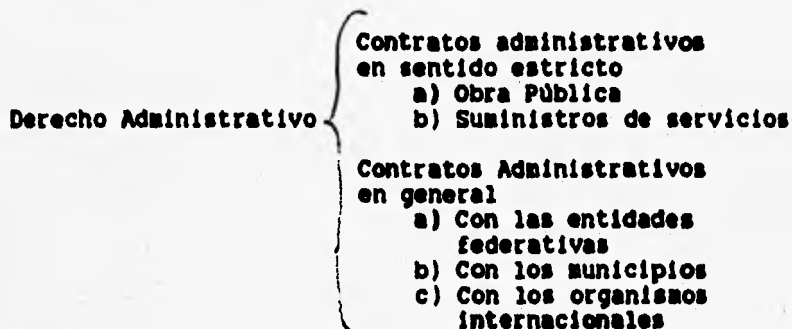 Contratos administrativos
en sentido estricto
a) Obra Pública
Derecho Administrativo
b) Suministros de servicios
Contratos Administrativos
en general
a) Con las entidades
federativas
b) Con los municipios
c) Con los organismos
internacionales